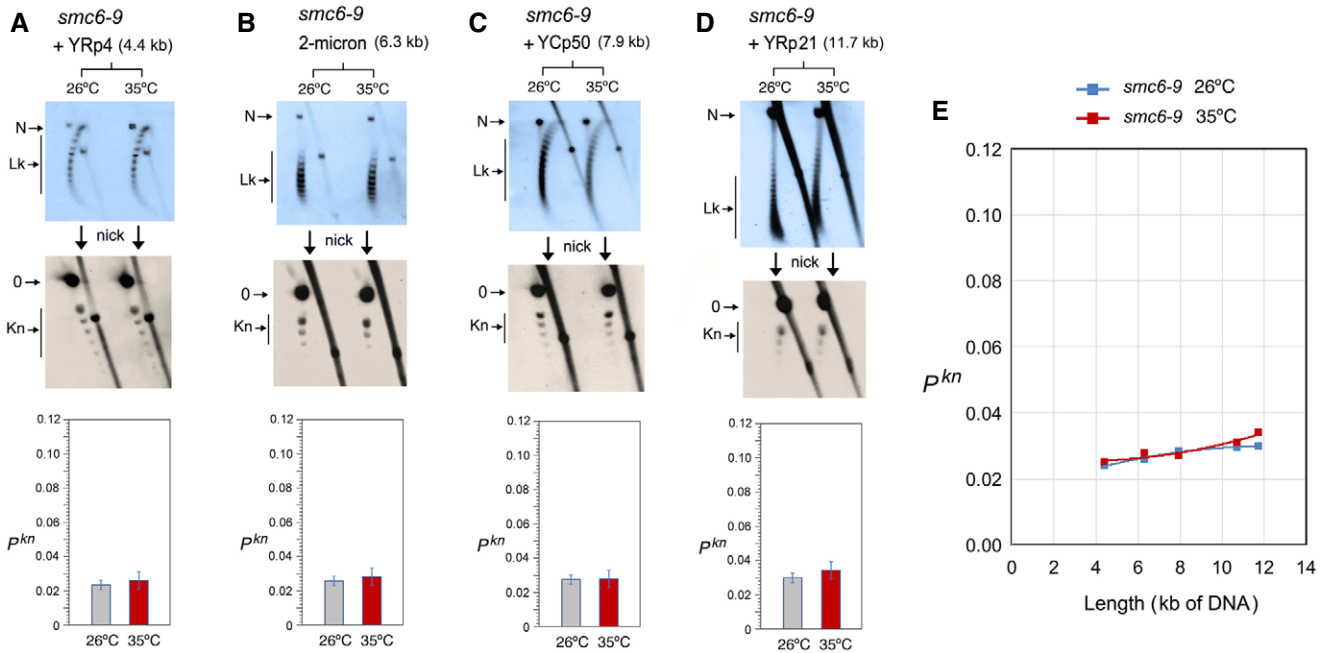 A
smc6-9
+ YRp4 (4.4 kb)
26ºC 35ºC
N
Lk
nick
0
Kn
0.12
0.10
0.08
0.06
0.04
0.02
0
Pkn
26ºC 35ºC
B
smc6-9
2-micron (6.3 kb)
26ºC 35ºC
N
Lk
nick
0
Kn
0.12
0.10
0.08
0.06
0.04
0.02
0
Pkn
26ºC 35ºC
C
smc6-9
+ YCp50 (7.9 kb)
26ºC 35ºC
N
Lk
nick
0
Kn
0.12
0.10
0.08
0.06
0.04
0.02
0
Pkn
26ºC 35ºC
D
smc6-9
+ YRp21 (11.7 kb)
26ºC 35ºC
N
Lk
nick
0
Kn
0.12
0.10
0.08
0.06
0.04
0.02
0
Pkn
26ºC 35ºC
E
smc6-9 26ºC
smc6-9 35ºC
0.12
0.10
0.08
0.06
0.04
0.02
0.00
Pkn
0 2 4 6 8 10 12 14
Length (kb of DNA)